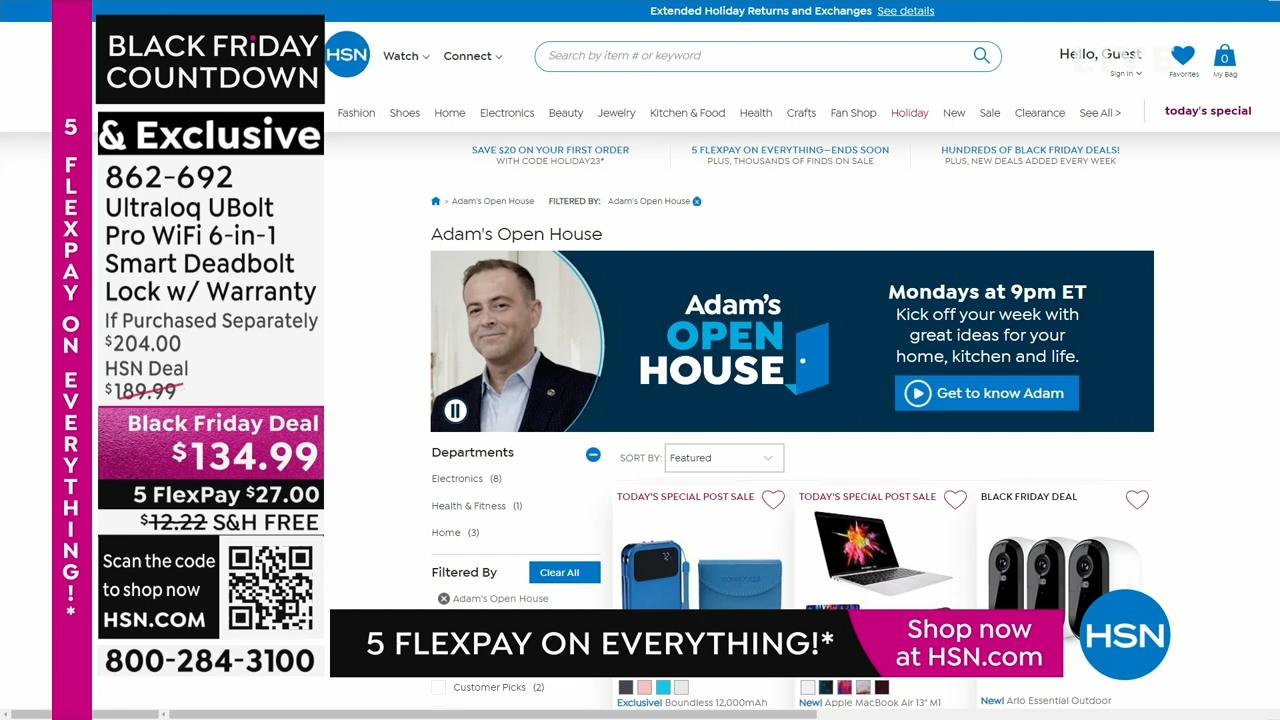 Extended Holiday Returns and Exchanges See details
5 FLEXPAY ON EVERYTHING!*
BLACK FRiDAY
COUNTDOWN
& Exclusive
862-692
Ultraloq UBolt
Pro WiFi 6-in-1
Smart Deadbolt
Lock w/ Warranty
If Purchased Separately
$204.00
HSN Deal
$189.99
Black Friday Deal
$134.99
5 FlexPay $27.00
$12.22 S&H FREE
Scan the code
to shop now
HSN.COM
800-284-3100
HSN
Watch
Connect
Search by item # or keyword
Hello, Guest
Sign in
Favorites
0
My Bag
Fashion Shoes Home Electronics Beauty Jewelry Kitchen & Food Health Crafts Fan Shop Holiday New Sale Clearance See All > today's special
SAVE $20 ON YOUR FIRST ORDER
WITH CODE HOLIDAY23*
5 FLEXPAY ON EVERYTHING—ENDS SOON
PLUS, THOUSANDS OF FINDS ON SALE
HUNDREDS OF BLACK FRIDAY DEALS!
PLUS, NEW DEALS ADDED EVERY WEEK
> Adam's Open House FILTERED BY: Adam's Open House
Adam's Open House
Adam's
OPEN
HOUSE
Mondays at 9pm ET
Kick off your week with
great ideas for your
home, kitchen and life.
Get to know Adam
Departments
Electronics (8)
Health & Fitness (1)
Home (3)
Filtered By
Clear All
Adam's Open House
Customer Picks (2)
SORT BY: Featured
TODAY'S SPECIAL POST SALE
TODAY'S SPECIAL POST SALE
BLACK FRIDAY DEAL
5 FLEXPAY ON EVERYTHING!*
Shop now
at HSN.com
HSN
Exclusive! Boundless 12,000mAh
New! Apple MacBook Air 13" M1
New! Arlo Essential Outdoor